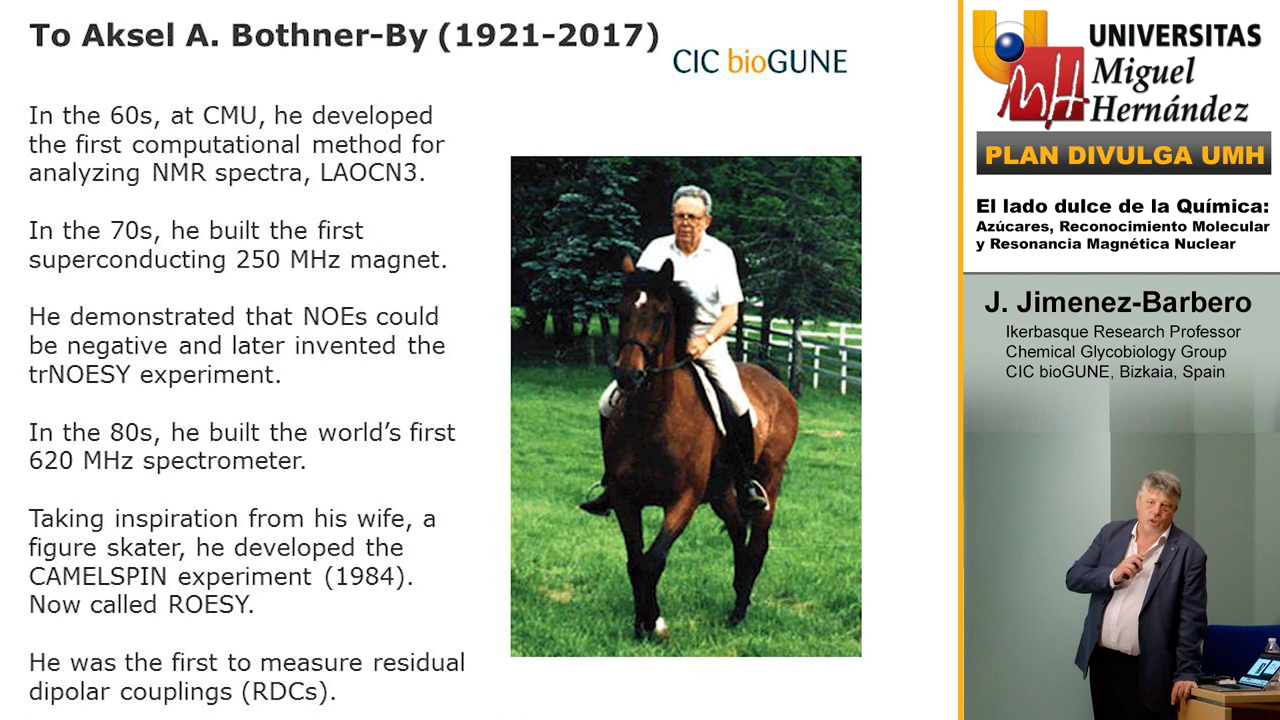 To Aksel A. Bothner-By (1921-2017)
CIC bioGUNE
In the 60s, at CMU, he developed
the first computational method for
analyzing NMR spectra, LAOCN3.
In the 70s, he built the first
superconducting 250 MHz magnet.
He demonstrated that NOEs could
be negative and later invented the
trNOESY experiment.
In the 80s, he built the world’s first
620 MHz spectrometer.
Taking inspiration from his wife, a
figure skater, he developed the
CAMELSPIN experiment (1984).
Now called ROESY.
He was the first to measure residual
dipolar couplings (RDCs).
UNIVERSITAS
Miguel
Hernández
PLAN DIVULGA UMH
El lado dulce de la Química:
Azúcares, Reconocimiento Molecular
y Resonancia Magnética Nuclear
J. Jimenez-Barbero
Ikerbasque Research Professor
Chemical Glycobiology Group
CIC bioGUNE, Bizkaia, Spain